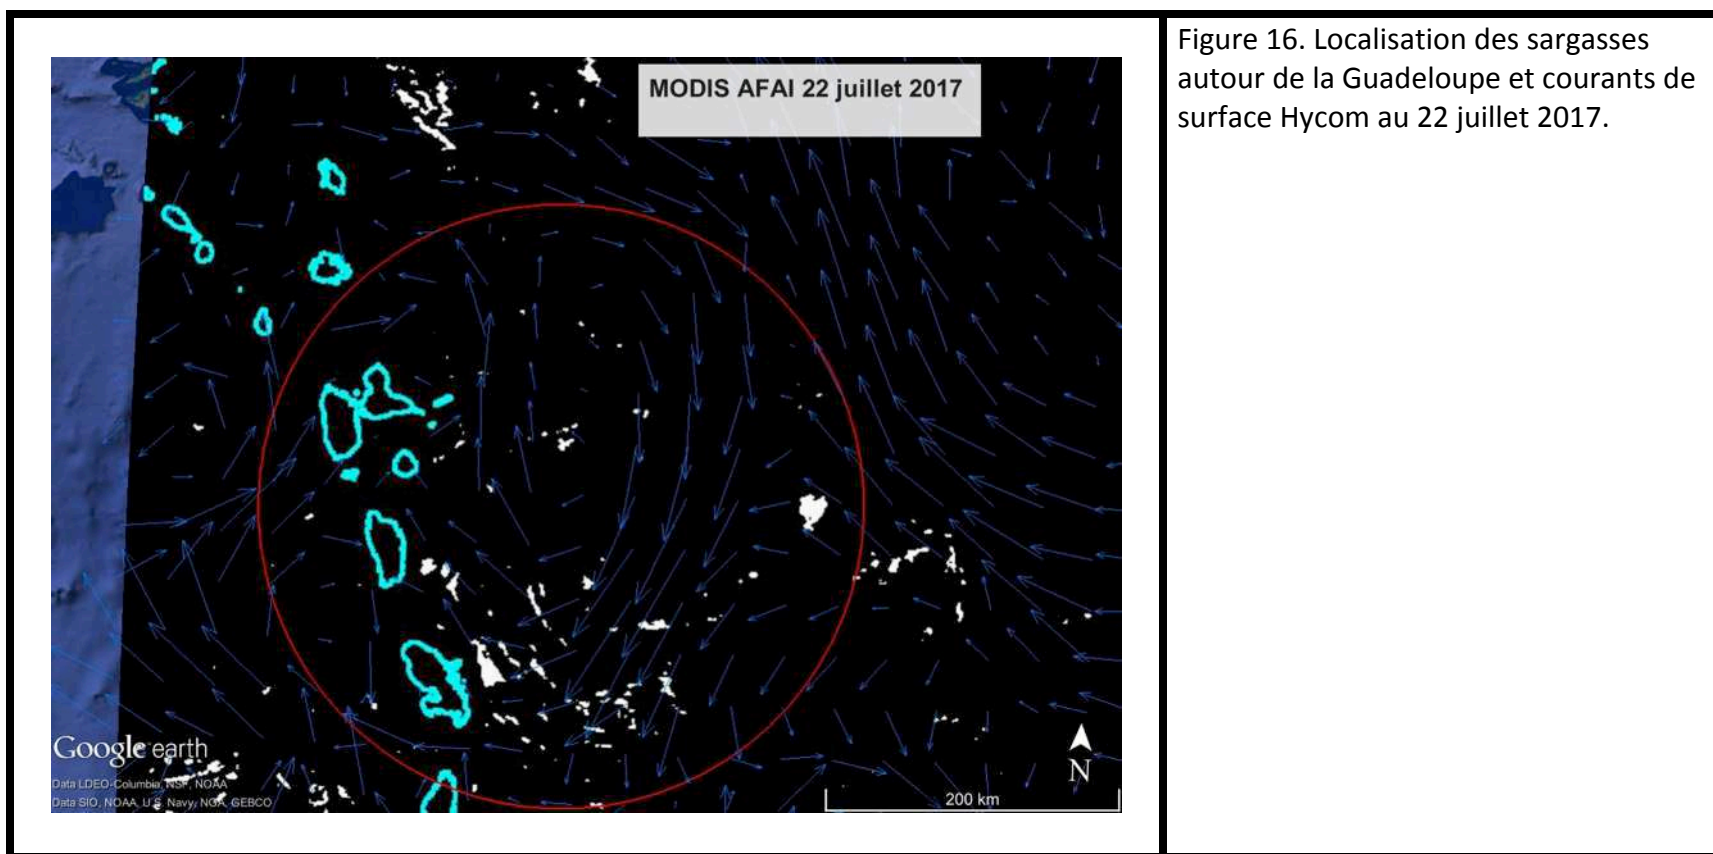 MODIS AFAI 22 juillet 2017
Google earth
Data LDEO-Columbia, NSF, NOAA
Data SIO, NOAA, U.S. Navy, NGA, GEBCO
N
200 km
Figure 16. Localisation des sargasses
autour de la Guadeloupe et courants de
surface Hycom au 22 juillet 2017.